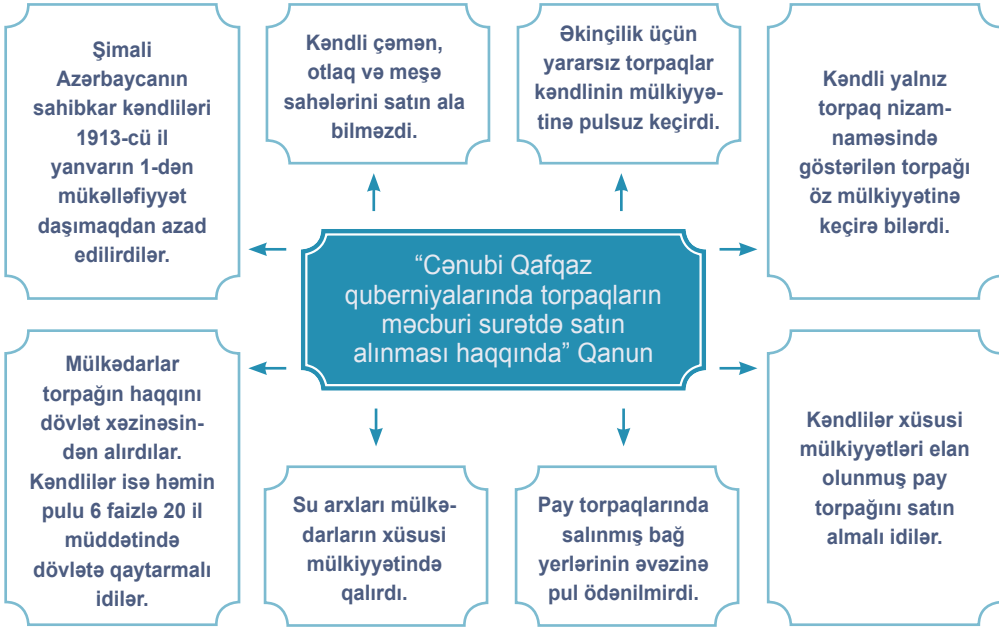 Şimali
Azərbaycanın
sahibkar kəndliləri
1913-cü il
yanvarın 1-dən
mükəlləfiyyət
daşımaqdan azad
edilirdilər.
Kəndli çəmən,
otlaq və meşə
sahələrini satın ala
bilməzdi.
Əkinçilik üçün
yararsız torpaqlar
kəndlinin mülkiyyə-
tinə pulsuz keçirdi.
Kəndli yalnız
torpaq nizam-
naməsində
göstərilən torpağı
öz mülkiyyətinə
keçirə bilərdi.
“Cənubi Qafqaz
quberniyalarında torpaqların
məcburi surətdə satın
alınması haqqında” Qanun
Mülkədarlar
torpağın haqqını
dövlət xəzinəsin-
dən alırdılar.
Kəndlilər isə həmin
pulu 6 faizlə 20 il
müddətində
dövlətə qaytarmalı
idilər.
Su arxları mülkə-
darların xüsusi
mülkiyyətində
qalırdı.
Pay torpaqlarında
salınmış bağ
yerlərinin əvəzinə
pul ödənilmirdi.
Kəndlilər xüsusi
mülkiyyətləri elan
olunmuş pay
torpağını satın
almalı idilər.